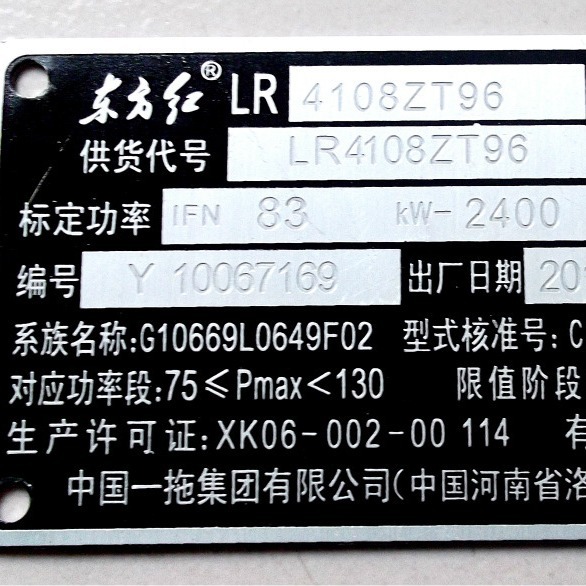 东方红® LR 4108ZT96
供货代号 LR4108ZT96
标定功率 IFN 83 kW-2400
编号 Y 10067169 出厂日期 201
系族名称:G10669L0649F02 型式核准号:C
对应功率段:75≤Pmax<130 限值阶段
生产许可证:XK06-002-00 114 有
中国一拖集团有限公司(中国河南省洛